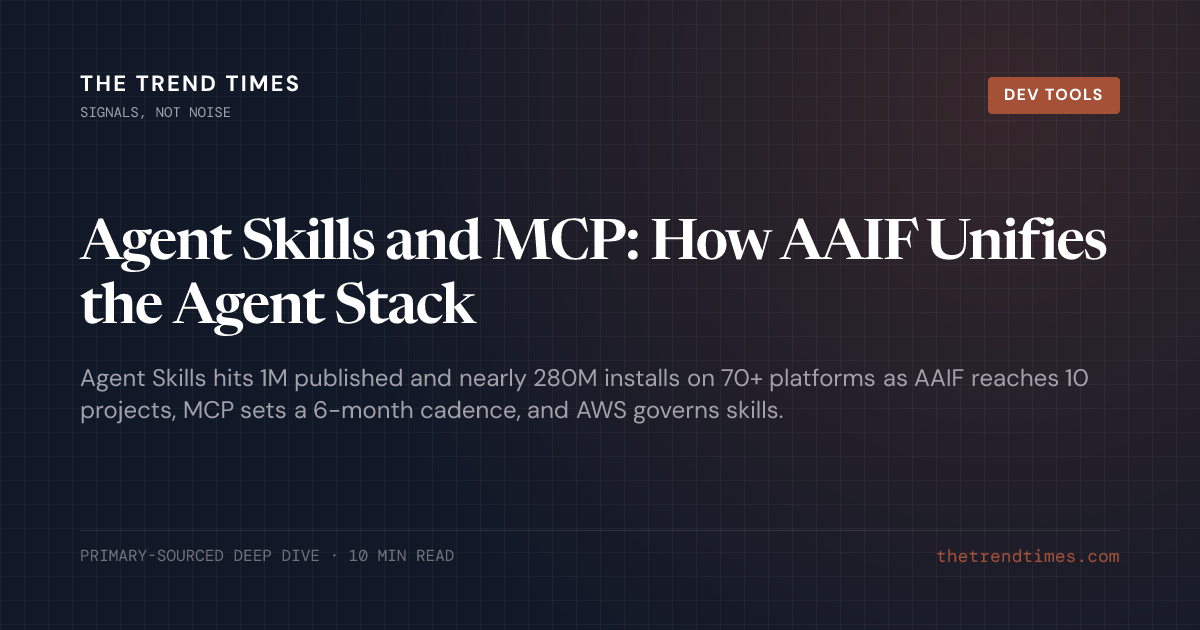 THE TREND TIMES
SIGNALS, NOT NOISE
DEV TOOLS
Agent Skills and MCP: How AAIF Unifies
the Agent Stack
Agent Skills hits 1M published and nearly 280M installs on 70+ platforms as AAIF reaches 10
projects, MCP sets a 6-month cadence, and AWS governs skills.
PRIMARY-SOURCED DEEP DIVE · 10 MIN READ
thetrendtimes.com